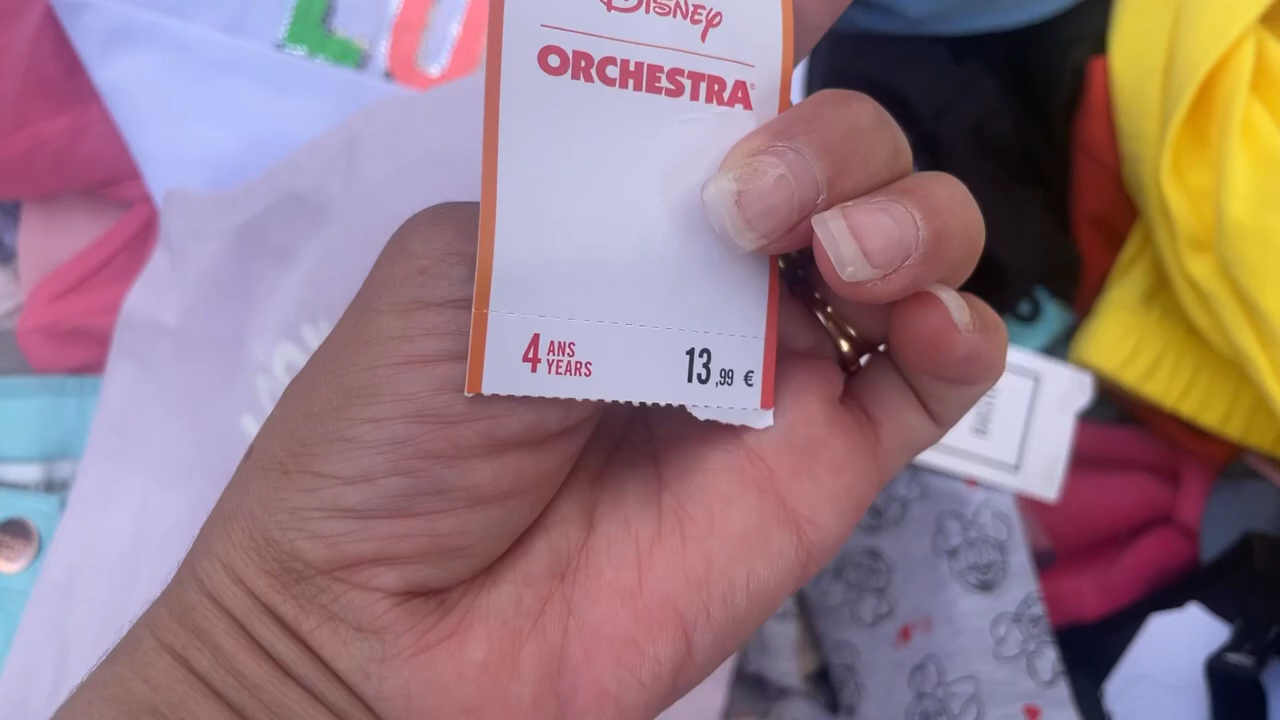 Disney
ORCHESTRA
4 ANS
YEARS
13,99 €